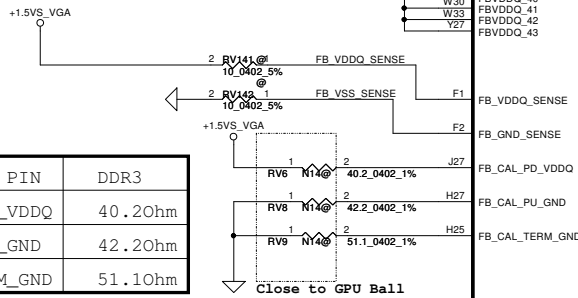 W30
W33 FBVDDQ_41
FBVDDQ_42
Y27 FBVDDQ_43
+1.5VS_VGA
2 RV141 @ 1 FB_VDDQ_SENSE
10_0402_5%
@
2 RV142 1 FB_VSS_SENSE
10_0402_5%
F1 FB_VDDQ_SENSE
F2 FB_GND_SENSE
+1.5VS_VGA
1 2 J27 FB_CAL_PD_VDDQ
RV6 N14@ 40.2_0402_1%
1 2 H27 FB_CAL_PU_GND
RV8 N14@ 42.2_0402_1%
1 2 H25 FB_CAL_TERM_GND
RV9 N14@ 51.1_0402_1%
Close to GPU Ball
PIN DDR3
_VDDQ 40.2Ohm
_GND 42.2Ohm
M_GND 51.1Ohm